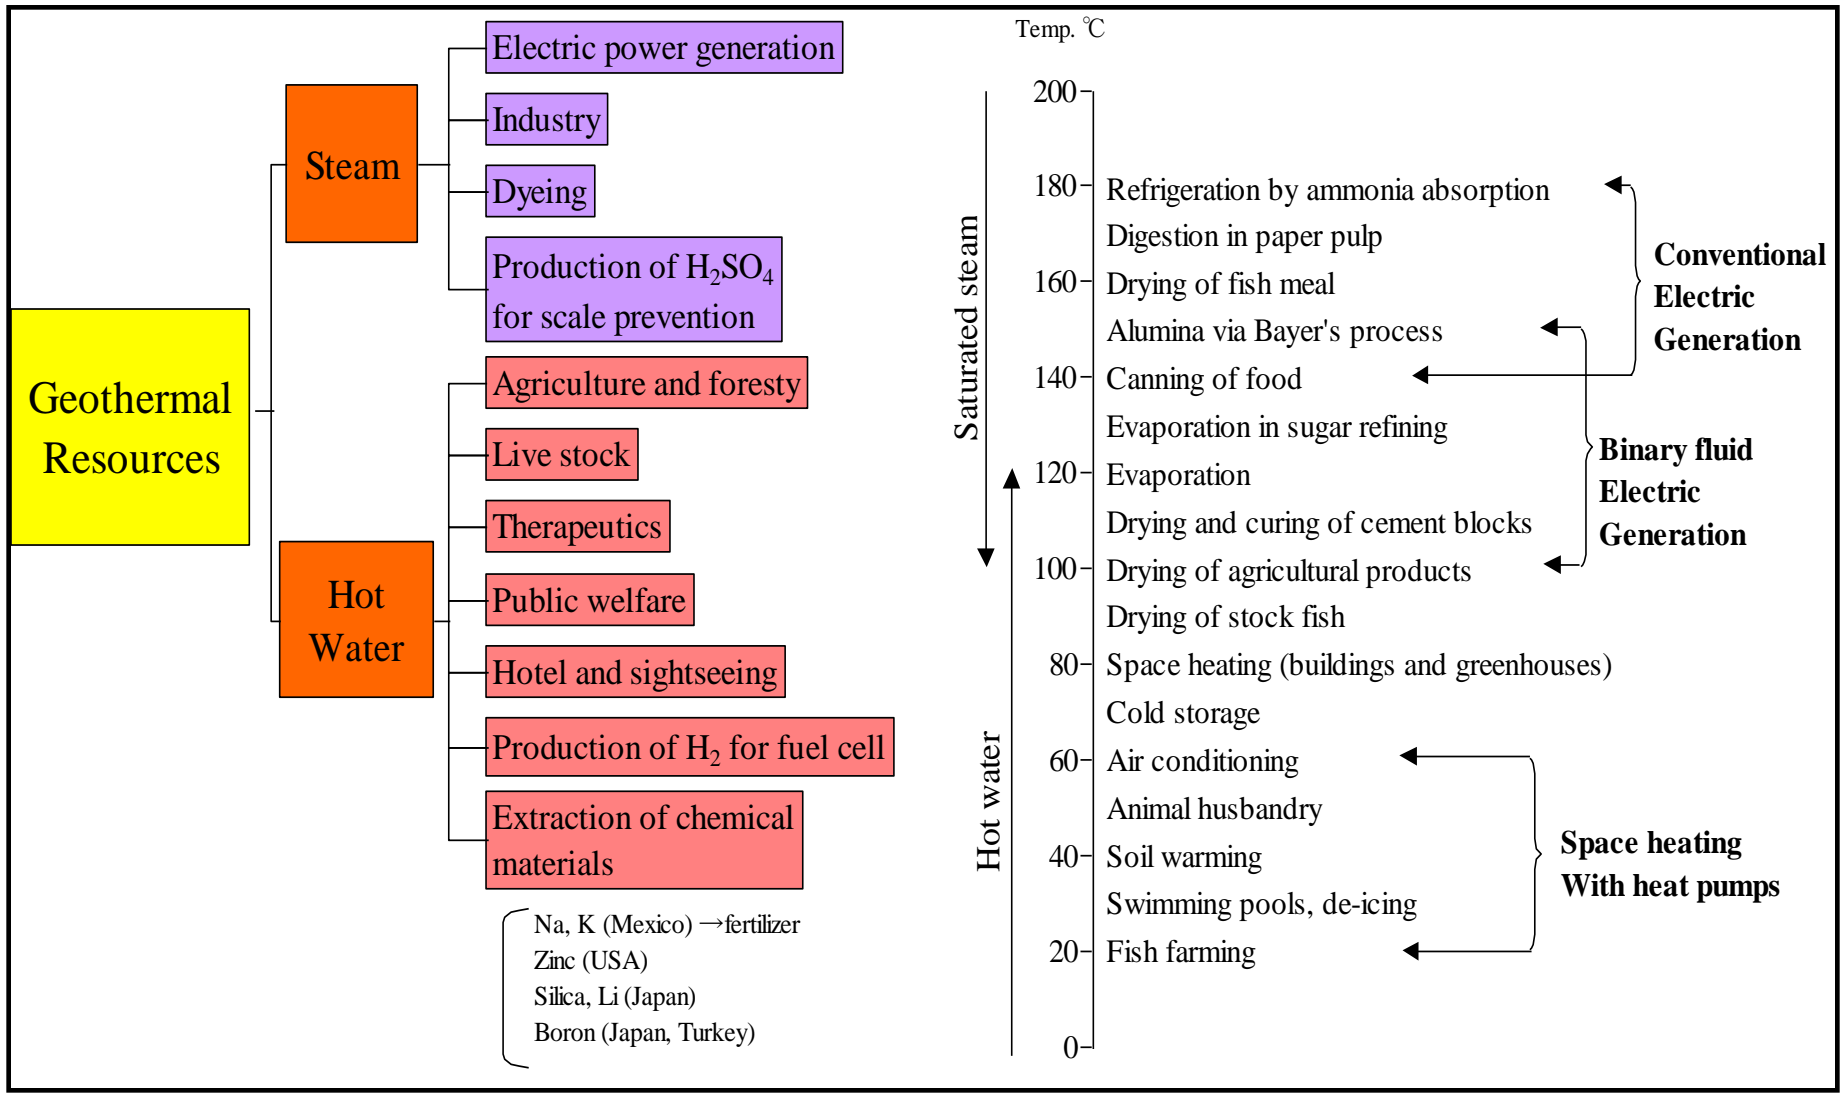 Geothermal
Resources
Steam
Hot
Water
Electric power generation
Industry
Dyeing
Production of H₂SO₄
for scale prevention
Agriculture and foresty
Live stock
Therapeutics
Public welfare
Hotel and sightseeing
Production of H₂ for fuel cell
Extraction of chemical
materials
Na, K (Mexico) →fertilizer
Zinc (USA)
Silica, Li (Japan)
Boron (Japan, Turkey)
Temp. ℃
Saturated steam
Hot water
200
180
Refrigeration by ammonia absorption
Digestion in paper pulp
160
Drying of fish meal
Alumina via Bayer's process
140
Canning of food
Evaporation in sugar refining
120
Evaporation
Drying and curing of cement blocks
100
Drying of agricultural products
Drying of stock fish
80
Space heating (buildings and greenhouses)
Cold storage
60
Air conditioning
Animal husbandry
40
Soil warming
Swimming pools, de-icing
20
Fish farming
0
Conventional
Electric
Generation
Binary fluid
Electric
Generation
Space heating
With heat pumps